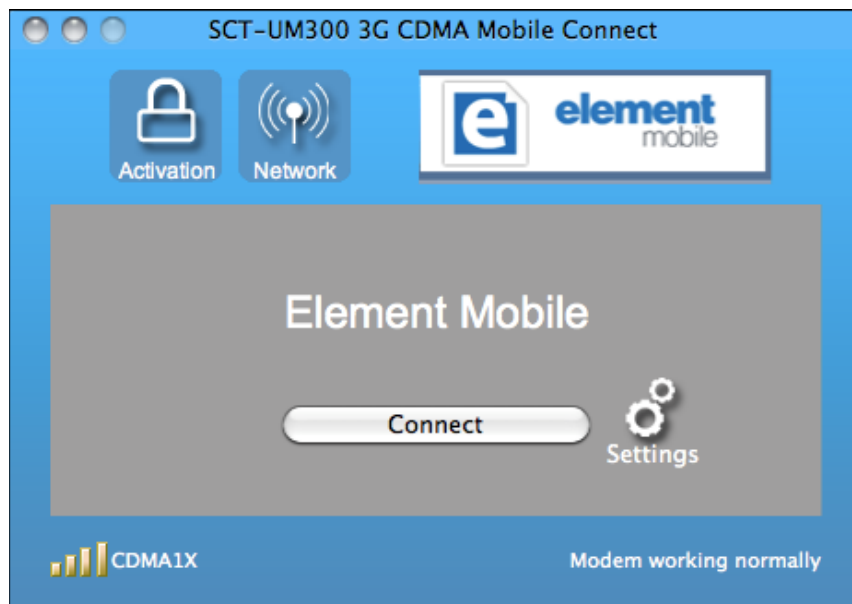 SCT-UM300 3G CDMA Mobile Connect
Activation
Network
e
element
mobile
Element Mobile
Connect
Settings
CDMA1X
Modem working normally